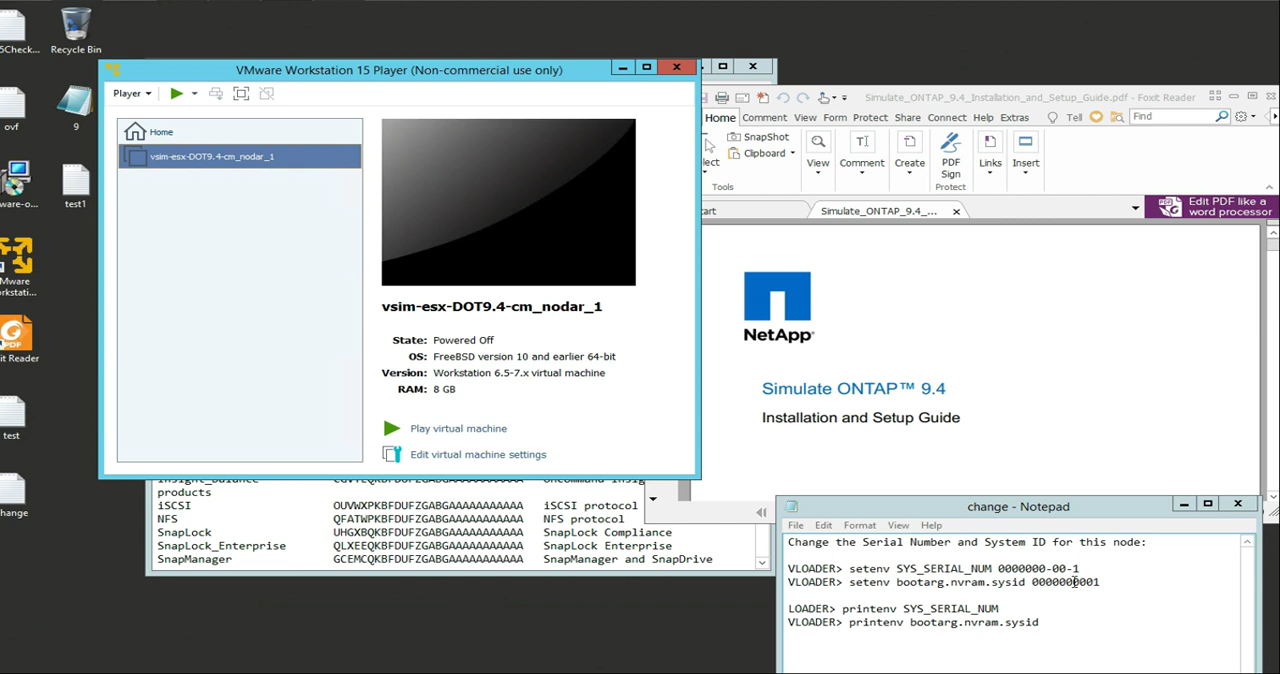 5Check...
Recycle Bin
ovf
9
ware-o...
test1
Mware
orkstati...
xit Reader
test
hange
VMware Workstation 15 Player (Non-commercial use only)
Player
Home
vsim-esx-DOT9.4-cm_nodar_1
vsim-esx-DOT9.4-cm_nodar_1
State: Powered Off
OS: FreeBSD version 10 and earlier 64-bit
Version: Workstation 6.5-7.x virtual machine
RAM: 8 GB
Play virtual machine
Edit virtual machine settings
products
iSCSI OUVWXPKBFDUFZGABGAAAAAAAAAAA iSCSI protocol
NFS QFATWPKBFDUFZGABGAAAAAAAAAAA NFS protocol
SnapLock UHGXBQKBFDUFZGABGAAAAAAAAAAA SnapLock Compliance
SnapLock_Enterprise QLXEEQKBFDUFZGABGAAAAAAAAAAA SnapLock Enterprise
SnapManager GCEMCQKBFDUFZGABGAAAAAAAAAAA SnapManager and SnapDrive
Simulate_ONTAP_9.4_Installation_and_Setup_Guide.pdf - Foxit Reader
Home Comment View Form Protect Share Connect Help Extras Tell Find
lect
SnapShot
Clipboard
Tools
View
Comment
Create
PDF
Sign
Protect
Links
Insert
tart
Simulate_ONTAP_9.4_...
Edit PDF like a
word processor
NetApp
Simulate ONTAP™ 9.4
Installation and Setup Guide
change - Notepad
File Edit Format View Help
Change the Serial Number and System ID for this node:
VLOADER> setenv SYS_SERIAL_NUM 0000000-00-1
VLOADER> setenv bootarg.nvram.sysid 0000000001
LOADER> printenv SYS_SERIAL_NUM
VLOADER> printenv bootarg.nvram.sysid